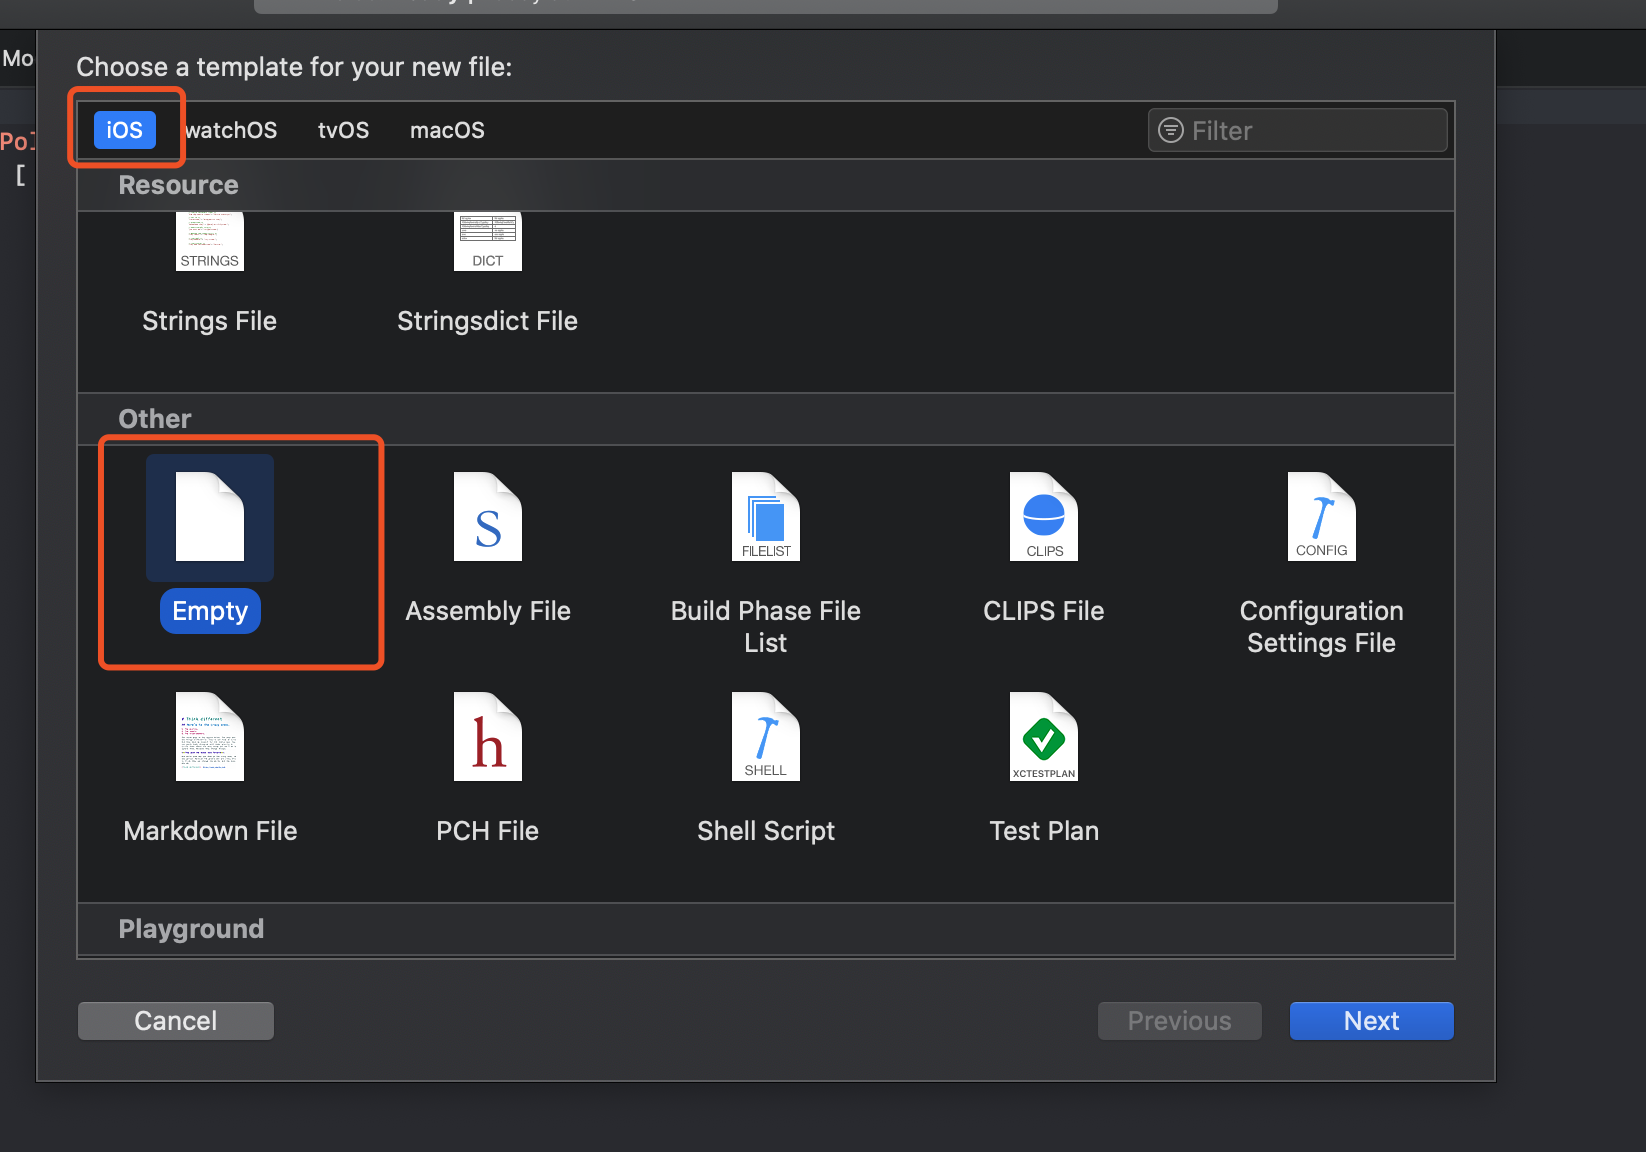 Mo
Choose a template for your new file:
iOS watchOS tvOS macOS Filter
[
Resource
STRINGS DICT
Strings File Stringsdict File
Other
S FILELIST CLIPS CONFIG
Empty Assembly File Build Phase File List CLIPS File Configuration Settings File
h SHELL XCTESTPLAN
Markdown File PCH File Shell Script Test Plan
Playground
Cancel Previous Next